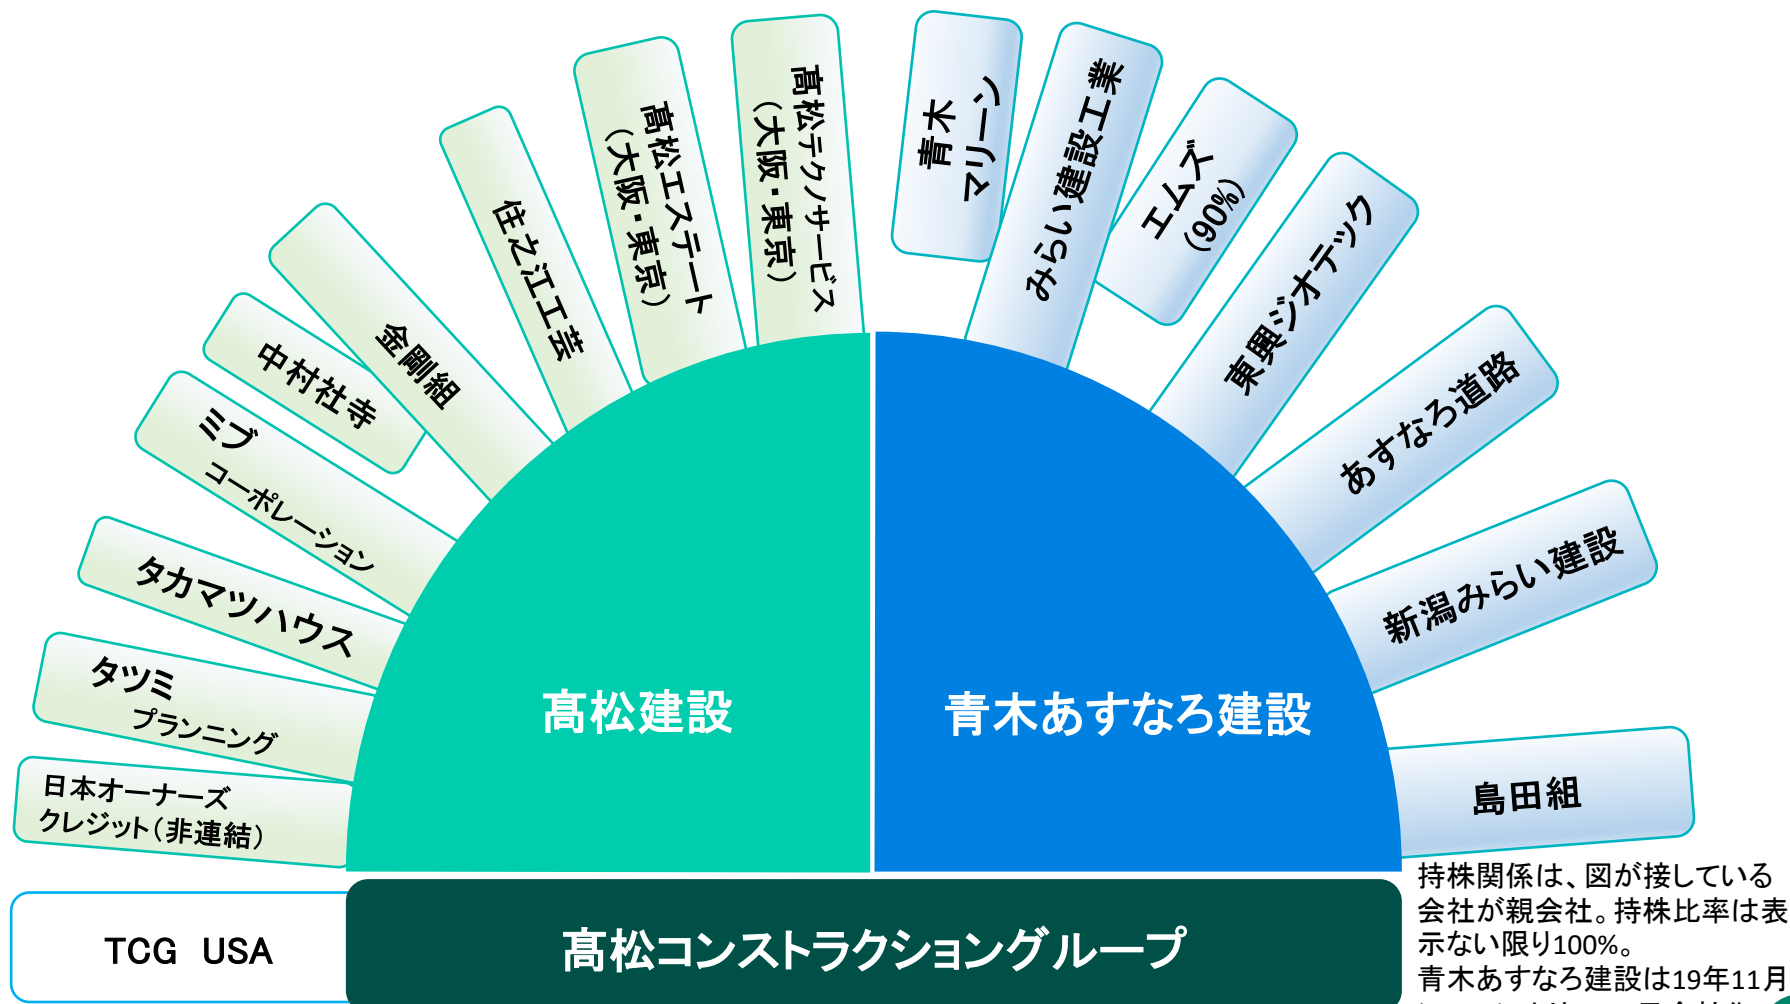 髙松テクノサービス
（大阪・東京）
髙松エステート
（大阪・東京）
住之江工芸
金剛組
中村社寺
ミブ
コーポレーション
タカマツハウス
タツミ
プランニング
日本オーナーズ
クレジット（非連結）
青木
マリーン
みらい建設工業
エムズ
(90%)
東興ジオテック
あすなろ道路
新潟みらい建設
島田組
髙松建設
青木あすなろ建設
TCG USA
髙松コンストラクショングループ
持株関係は、図が接している
会社が親会社。持株比率は表
示ない限り100%。
青木あすなろ建設は19年11月